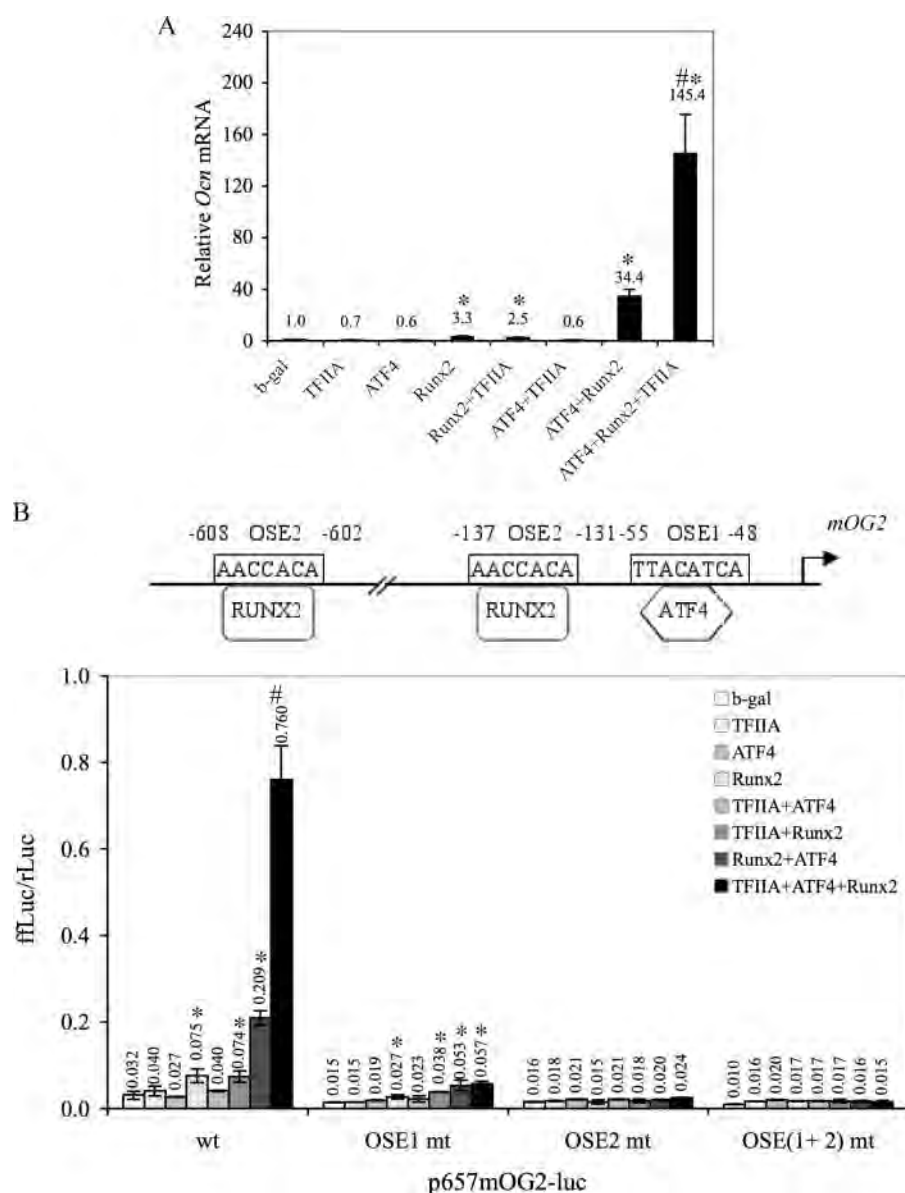 A
240
200
160
120
80
40
0
Relative Ocn mRNA
1.0
0.7
0.6
* 3.3
* 2.5
0.6
* 34.4
#* 145.4
b-gal
TFIIA
ATF4
Runx2
Runx2+TFIIA
ATF4+TFIIA
ATF4+Runx2
ATF4+Runx2+TFIIA
B
-608 OSE2 -602
-137 OSE2 -131
-55 OSE1 -48
mOG2
AACCACA
AACCACA
TTACATCA
RUNX2
RUNX2
ATF4
1.0
0.8
0.6
0.4
0.2
0.0
ffLuc/rLuc
b-gal
TFIIA
ATF4
Runx2
TFIIA+ATF4
TFIIA+Runx2
Runx2+ATF4
TFIIA+ATF4+Runx2
0.032
0.040
0.027
0.075 *
0.040
0.074 *
0.209 *
0.760 #
0.015
0.015
0.019
0.027 *
0.023
0.038 *
0.053 *
0.057 *
0.016
0.018
0.021
0.015
0.021
0.018
0.020
0.024
0.010
0.016
0.020
0.017
0.017
0.017
0.016
0.015
wt
OSE1 mt
OSE2 mt
OSE(1+ 2) mt
p657mOG2-luc